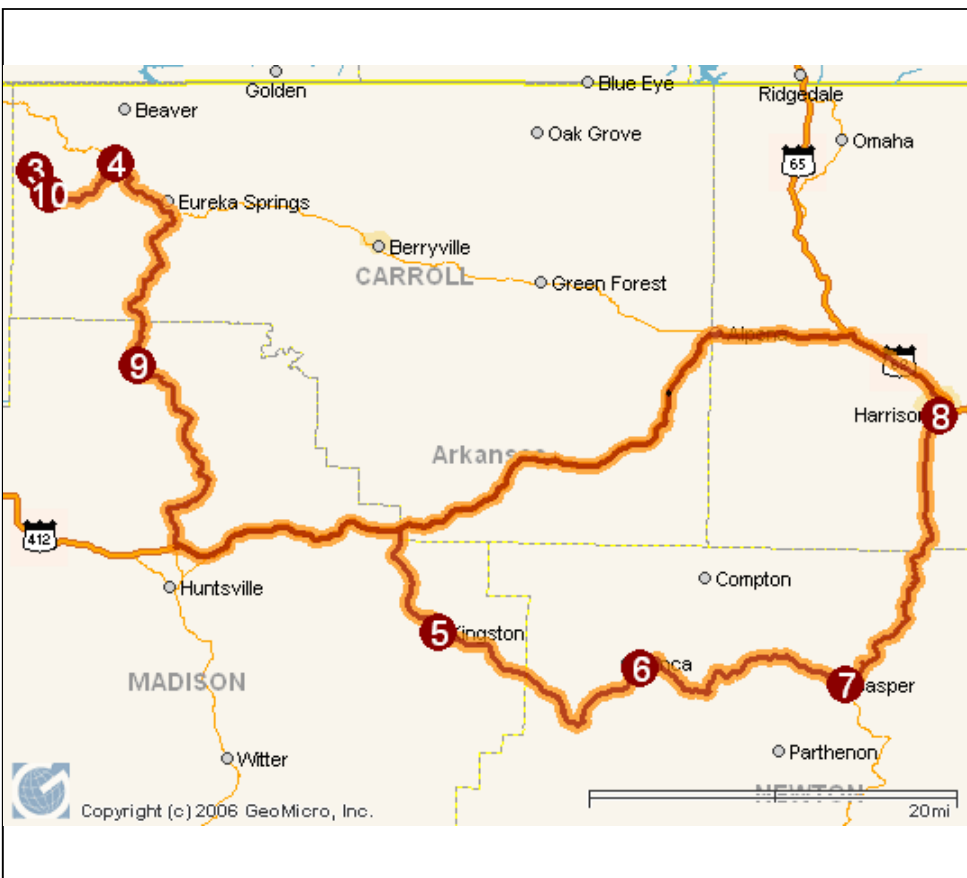 Golden
Blue Eye
Ridgedale
Beaver
Oak Grove
Omaha
65
3
4
10
Eureka Springs
Berryville
CARROLL
Green Forest
Alpena
9
62
Harrison
8
Arkansas
412
Huntsville
Compton
5
Kingston
MADISON
6
7
Jasper
Witter
Parthenon
NEWTON
Copyright (c) 2006 GeoMicro, Inc.
20mi